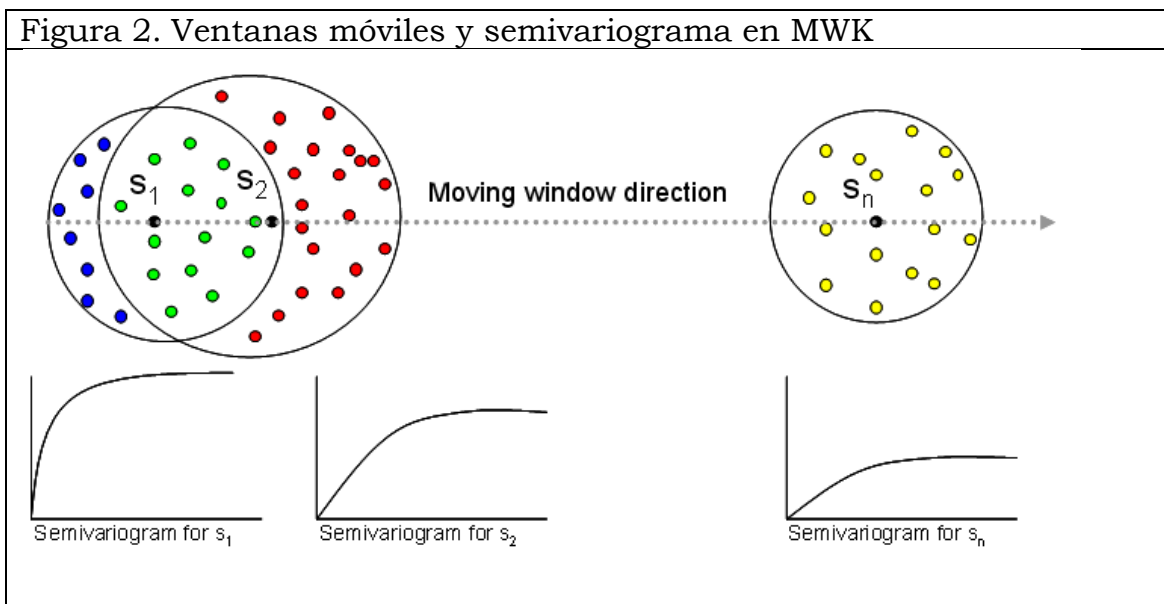 Figura 2. Ventanas móviles y semivariograma en MWK
S1
S2
Moving window direction
Sn
Semivariogram for s1
Semivariogram for s2
Semivariogram for sn